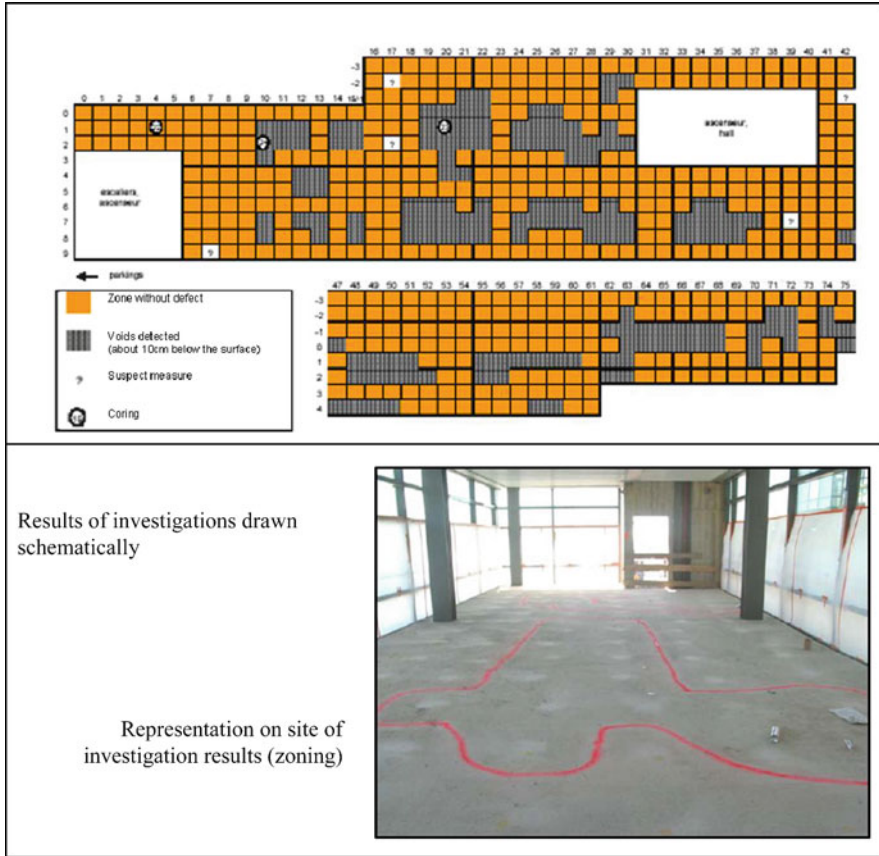 16 17 18 19 20 21 22 23 24 25 26 27 28 29 30 31 32 33 34 35 36 37 38 39 40 41 42
-3
-2
?
?
0 1 2 3 4 5 6 7 8 9 10 11 12 13 14
0
1
2
?
3
4
5
6
7
?
8
9
?
ascenseur,
hall
escaliers,
ascenseur
parkings
Zone without defect
Voids detected
(about 10cm below the surface)
?
Suspect measure
Coring
47 48 49 50 51 52 53 54 55 56 57 58 59 60 61 62 63 64 65 66 67 68 69 70 71 72 73 74 75
-3
-2
-1
0
1
2
3
4
Results of investigations drawn
schematically
Representation on site of
investigation results (zoning)